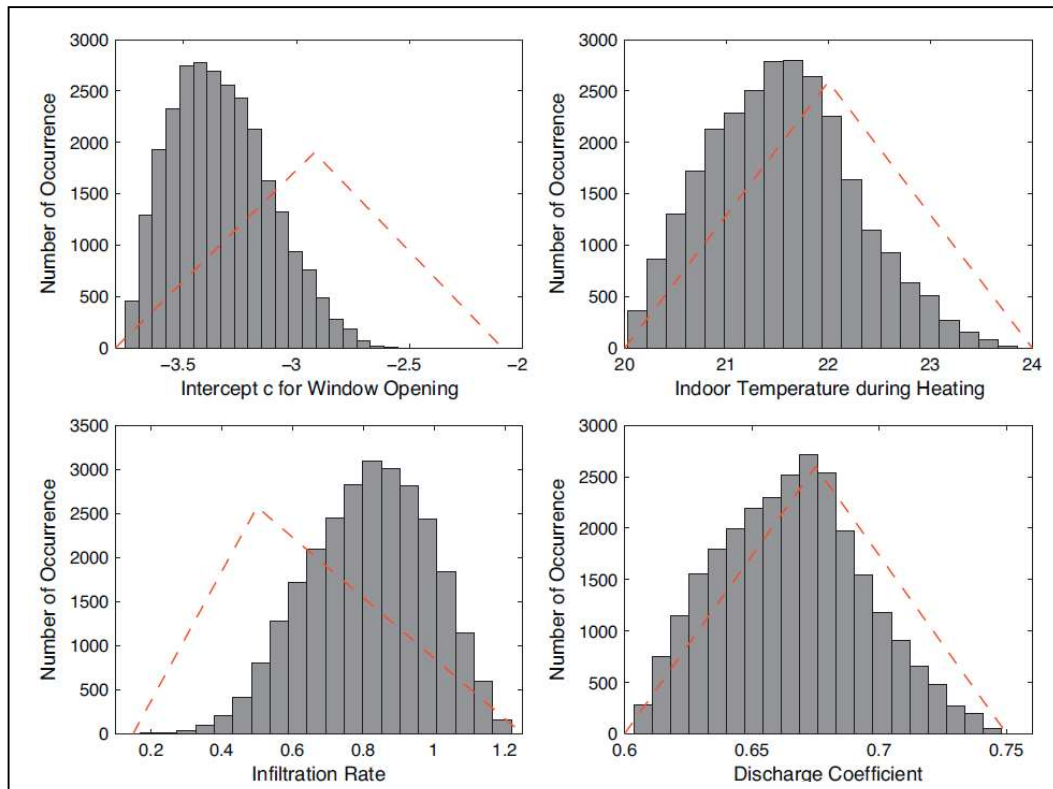 3000
2500
2000
1500
1000
500
0
Number of Occurrence
−3.5 −3 −2.5 −2
Intercept c for Window Opening
3000
2500
2000
1500
1000
500
0
Number of Occurrence
20 21 22 23 24
Indoor Temperature during Heating
3500
3000
2500
2000
1500
1000
500
0
Number of Occurrence
0.2 0.4 0.6 0.8 1 1.2
Infiltration Rate
3000
2500
2000
1500
1000
500
0
Number of Occurrence
0.6 0.65 0.7 0.75
Discharge Coefficient